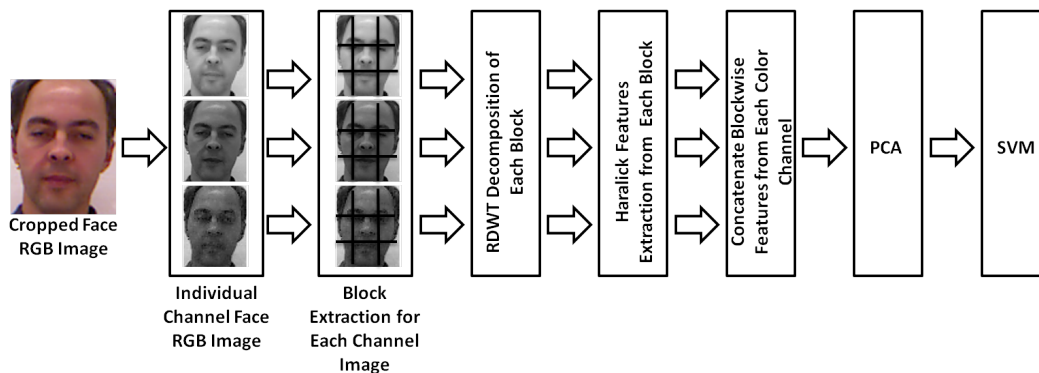 Cropped Face
RGB Image
Individual
Channel Face
RGB Image
Block
Extraction for
Each Channel
Image
RDWT Decomposition of
Each Block
Haralick Features
Extraction from Each Block
Concatenate Blockwise
Features from Each Color
Channel
PCA
SVM